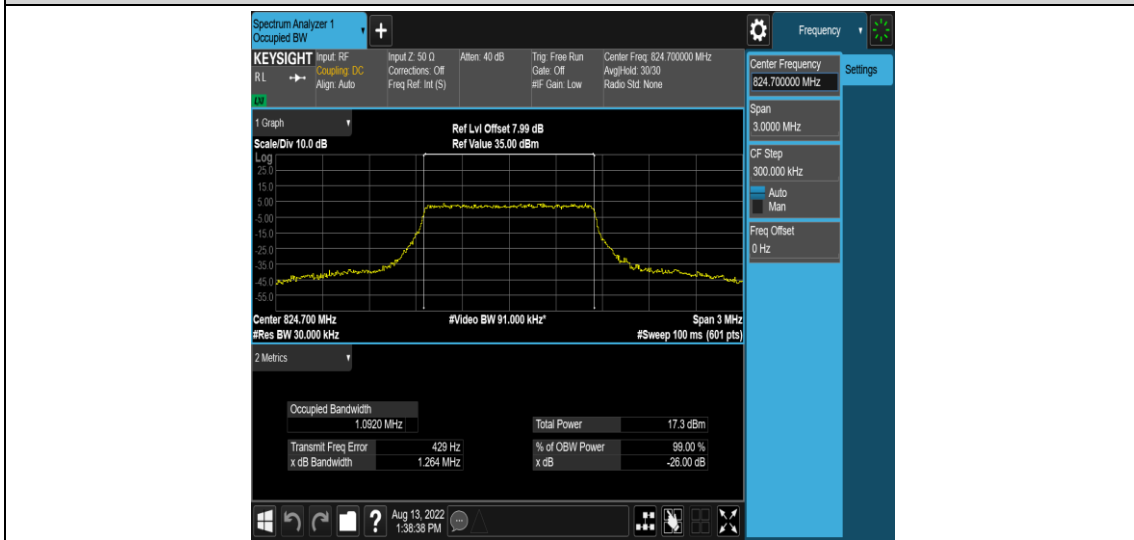 Spectrum Analyzer 1
Occupied BW
+
Frequency
KEYSIGHT
RL
LXI
Input: RF
Coupling: DC
Align: Auto
Input Z: 50 Ω
Corrections: Off
Freq Ref: Int (S)
Atten: 40 dB
Trig: Free Run
Gate: Off
#IF Gain: Low
Center Freq: 824.700000 MHz
Avg|Hold: 30/30
Radio Std: None
Center Frequency
824.700000 MHz
Settings
Span
3.0000 MHz
CF Step
300.000 kHz
Auto
Man
Freq Offset
0 Hz
1 Graph
Scale/Div 10.0 dB
Ref Lvl Offset 7.99 dB
Ref Value 35.00 dBm
Log
25.0
15.0
5.00
-5.00
-15.0
-25.0
-35.0
-45.0
-55.0
Center 824.700 MHz
#Video BW 91.000 kHz*
Span 3 MHz
#Res BW 30.000 kHz
#Sweep 100 ms (601 pts)
2 Metrics
Occupied Bandwidth
1.0920 MHz
Total Power 17.3 dBm
Transmit Freq Error 429 Hz
% of OBW Power 99.00 %
x dB Bandwidth 1.264 MHz
x dB -26.00 dB
?
Aug 13, 2022
1:38:38 PM